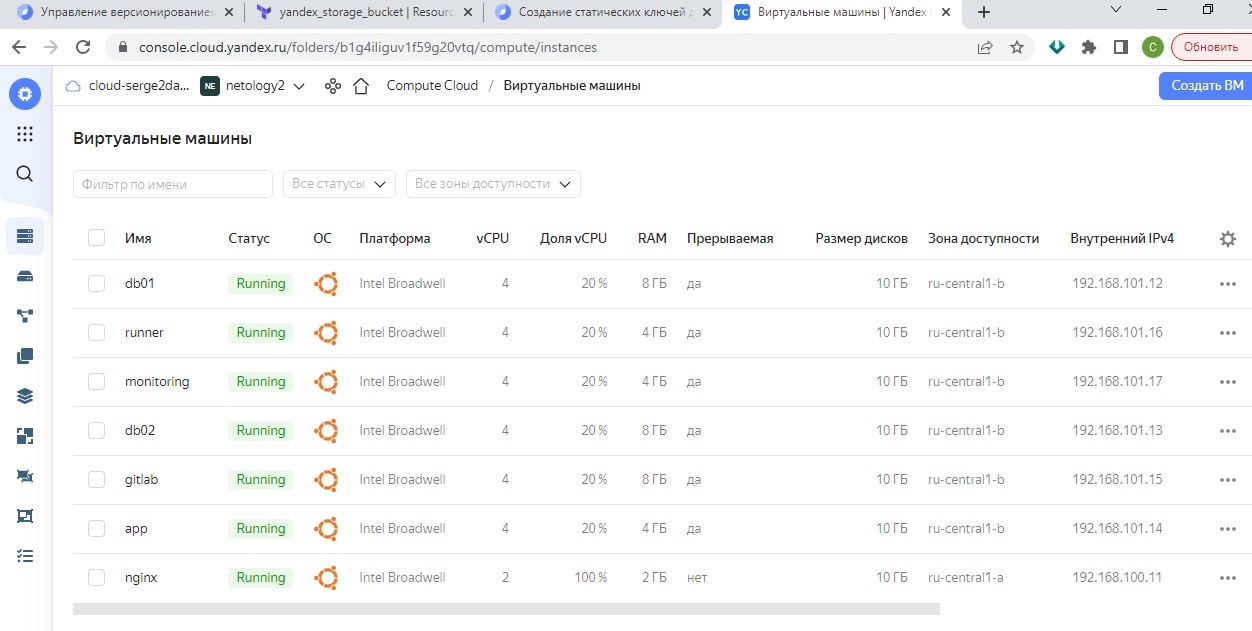 Управление версионированием
yandex_storage_bucket | Resourc
Создание статических ключей д
Виртуальные машины | Yandex
console.cloud.yandex.ru/folders/b1g4iliguv1f59g20vtq/compute/instances
C
Обновить
cloud-serge2da... NE netology2 Compute Cloud / Виртуальные машины
Создать ВМ
Виртуальные машины
Фильтр по имени Все статусы Все зоны доступности
Имя Статус ОС Платформа vCPU Доля vCPU RAM Прерываемая Размер дисков Зона доступности Внутренний IPv4
db01 Running Intel Broadwell 4 20 % 8 ГБ да 10 ГБ ru-central1-b 192.168.101.12
runner Running Intel Broadwell 4 20 % 4 ГБ да 10 ГБ ru-central1-b 192.168.101.16
monitoring Running Intel Broadwell 4 20 % 4 ГБ да 10 ГБ ru-central1-b 192.168.101.17
db02 Running Intel Broadwell 4 20 % 8 ГБ да 10 ГБ ru-central1-b 192.168.101.13
gitlab Running Intel Broadwell 4 20 % 8 ГБ да 10 ГБ ru-central1-b 192.168.101.15
app Running Intel Broadwell 4 20 % 4 ГБ да 10 ГБ ru-central1-b 192.168.101.14
nginx Running Intel Broadwell 2 100 % 2 ГБ нет 10 ГБ ru-central1-a 192.168.100.11